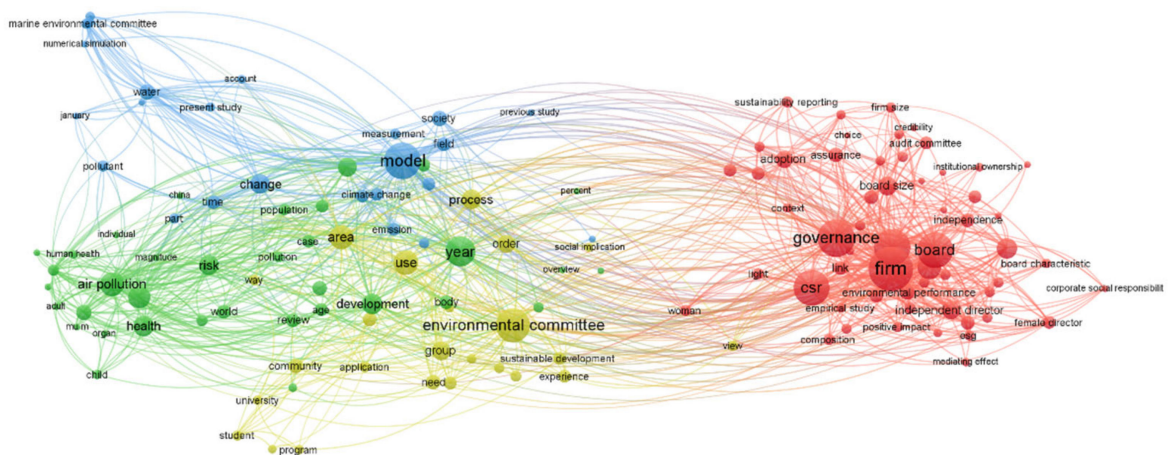 marine environmental committee
numerical simulation
water
account
january
present study
pollutant
society
previous study
measurement
field
model
change
climate change
china
time
part
population
process
percent
individual
emission
case
area
order
social implication
human health
magnitude
pollution
year
risk
use
overview
air pollution
way
adult
development
body
mu m
world
age
review
health
organ
environmental committee
group
sustainable development
child
community
application
need
experience
university
student
program
sustainability reporting
firm size
choice
credibility
audit committee
adoption
assurance
institutional ownership
board size
context
independence
governance
board
link
board characteristic
light
firm
csr
environmental performance
corporate social responsibilit
woman
empirical study
independent director
positive impact
female director
composition
esg
view
mediating effect